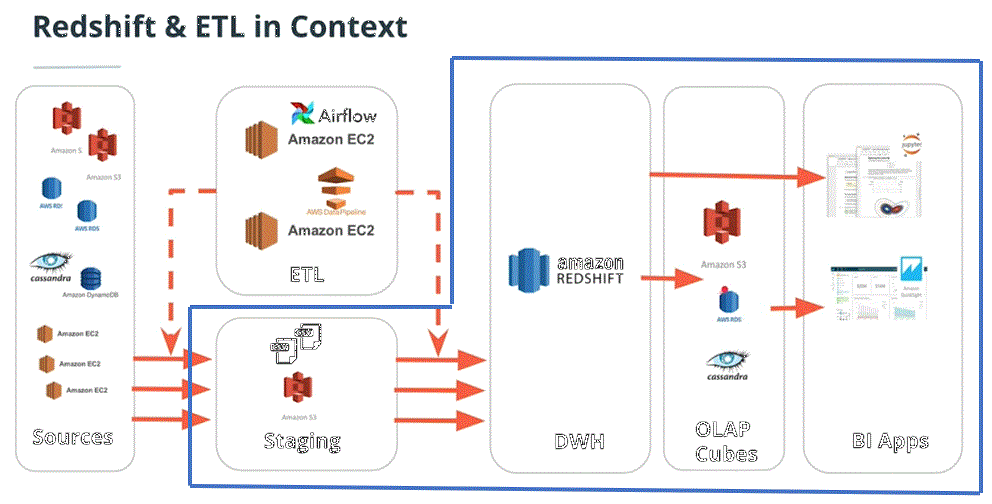 Redshift & ETL in Context
Amazon S
Amazon S3
AWS RDS
AWS RDS
cassandra
Amazon DynamoDB
Amazon EC2
Amazon EC2
Amazon EC2
Sources
Airflow
Amazon EC2
AWS Data Pipeline
Amazon EC2
ETL
CSV
Amazon S3
Staging
amazon
REDSHIFT
DWH
Amazon S3
AWS RDS
cassandra
OLAP
Cubes
jupyter
Amazon
QuickSight
BI Apps